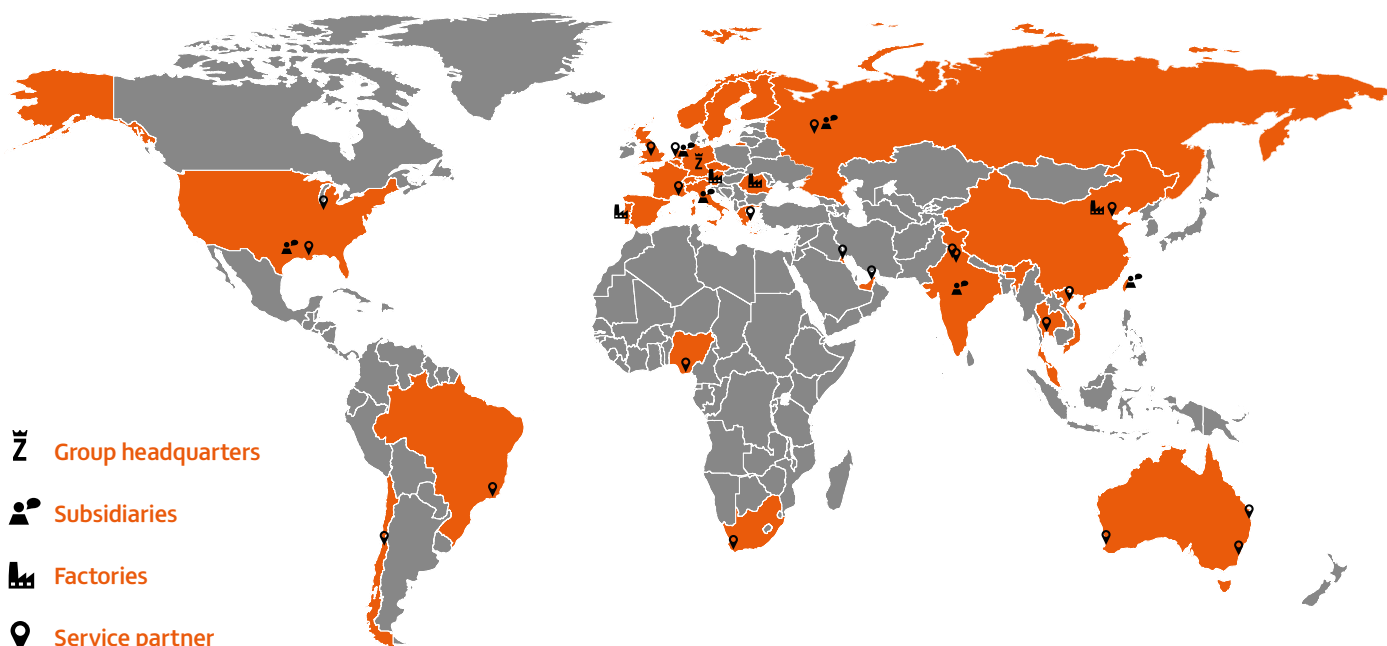 Ž Group headquarters
Subsidiaries
Factories
Service partner
Ž